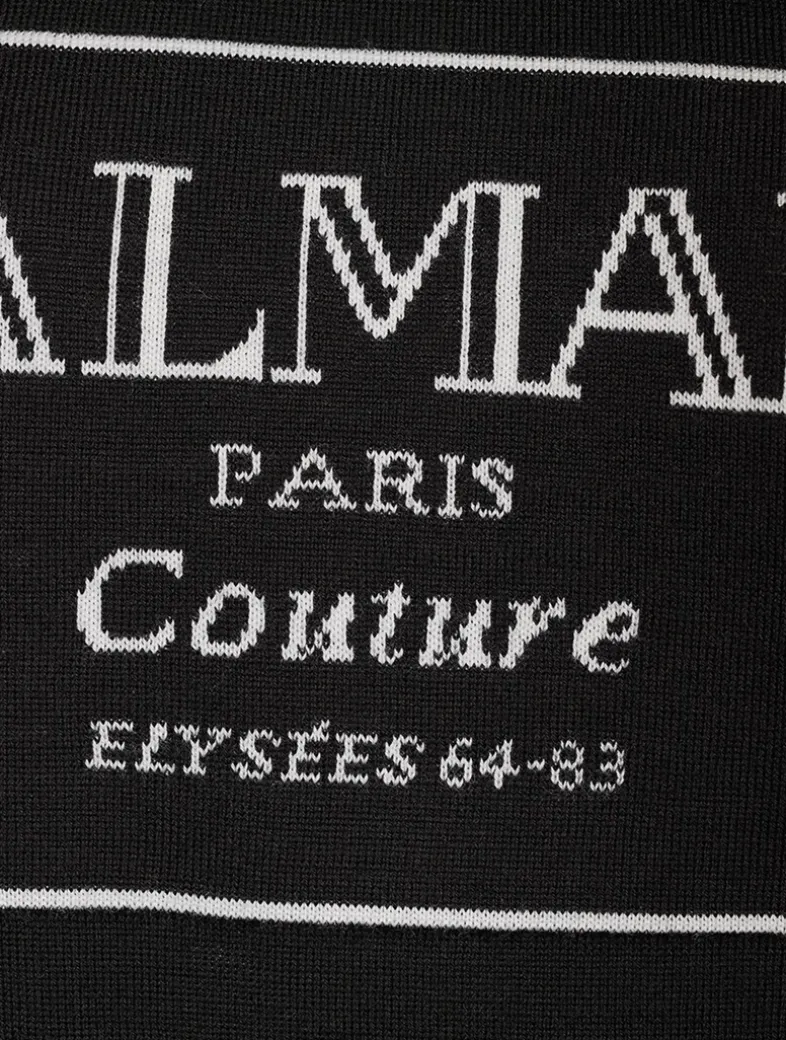 ALMA
PARIS
Couture
ELYSÉES 64-83